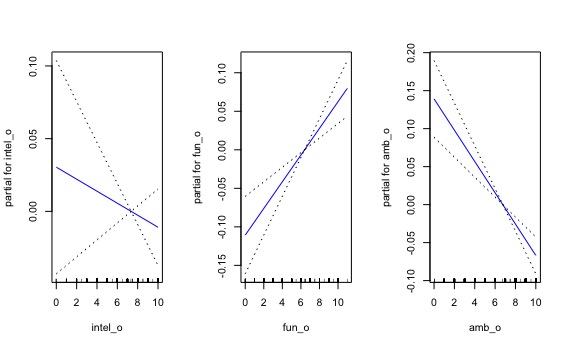 partial for intel_o
0.10
0.05
0.00
0 2 4 6 8 10
intel_o
partial for fun_o
0.10
0.05
0.00
-0.05
-0.10
-0.15
0 2 4 6 8 10
fun_o
partial for amb_o
0.20
0.15
0.10
0.05
0.00
-0.05
-0.10
0 2 4 6 8 10
amb_o